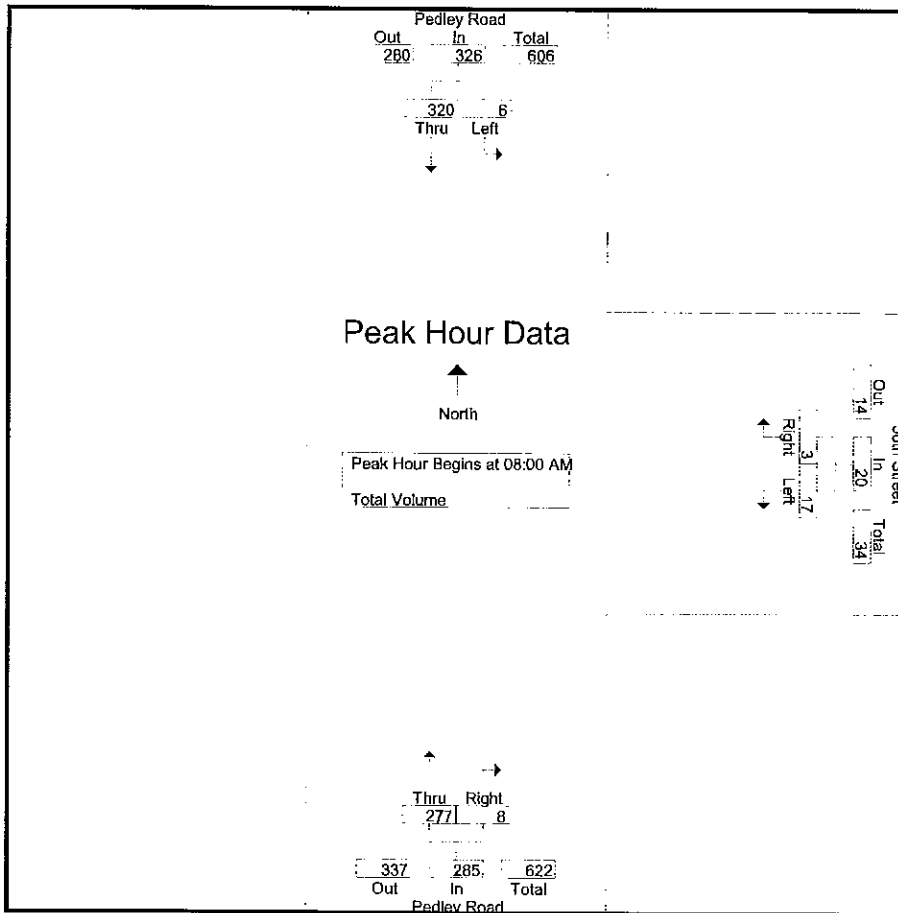 Pedley Road
Out In Total
280 326 606
320 6
Thru Left
Peak Hour Data
North
Peak Hour Begins at 08:00 AM
Total Volume
Street
Out In Total
14 20 34
Right Left
3 17
Thru Right
277 8
337 285 622
Out In Total
Pedley Road